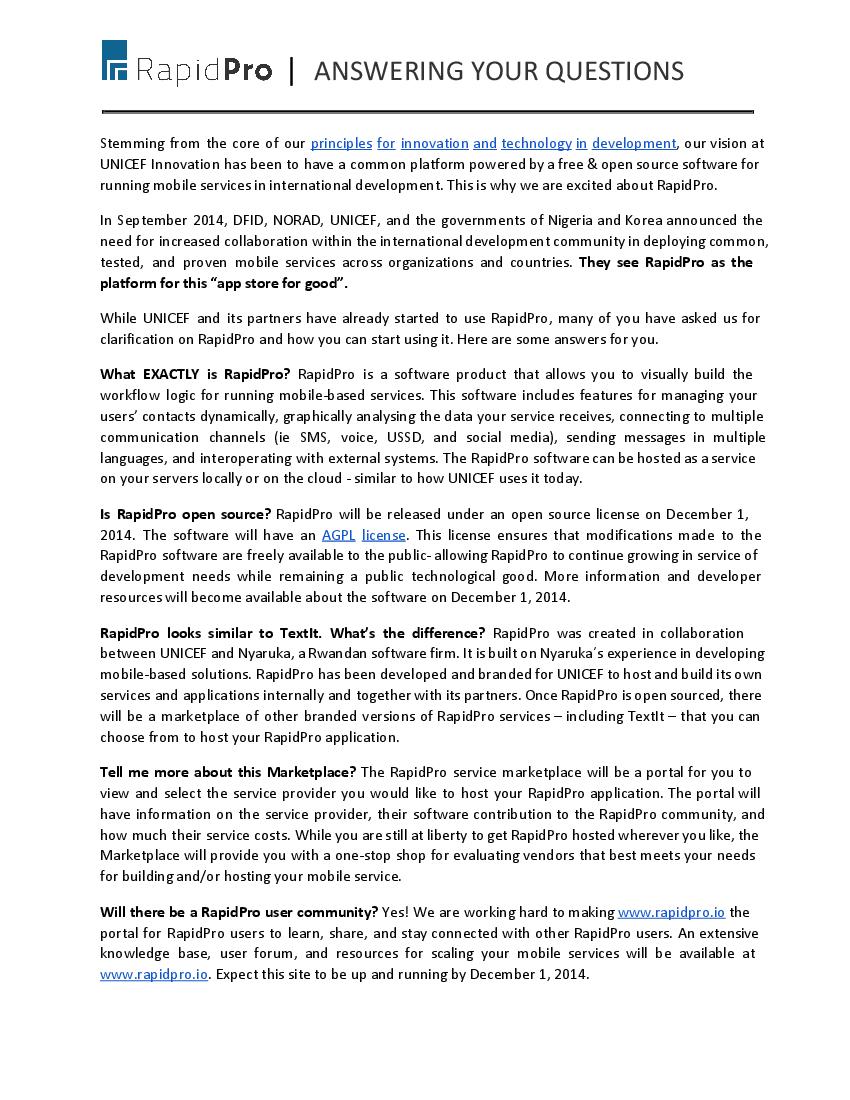 RapidPro | ANSWERING YOUR QUESTIONS
Stemming from the core of our principles for innovation and technology in development, our vision at
UNICEF Innovation has been to have a common platform powered by a free & open source software for
running mobile services in international development. This is why we are excited about RapidPro.
In September 2014, DFID, NORAD, UNICEF, and the governments of Nigeria and Korea announced the
need for increased collaboration within the international development community in deploying common,
tested, and proven mobile services across organizations and countries. They see RapidPro as the
platform for this “app store for good”.
While UNICEF and its partners have already started to use RapidPro, many of you have asked us for
clarification on RapidPro and how you can start using it. Here are some answers for you.
What EXACTLY is RapidPro? RapidPro is a software product that allows you to visually build the
workflow logic for running mobile-based services. This software includes features for managing your
users’ contacts dynamically, graphically analysing the data your service receives, connecting to multiple
communication channels (ie SMS, voice, USSD, and social media), sending messages in multiple
languages, and interoperating with external systems. The RapidPro software can be hosted as a service
on your servers locally or on the cloud - similar to how UNICEF uses it today.
Is RapidPro open source? RapidPro will be released under an open source license on December 1,
2014. The software will have an AGPL license. This license ensures that modifications made to the
RapidPro software are freely available to the public- allowing RapidPro to continue growing in service of
development needs while remaining a public technological good. More information and developer
resources will become available about the software on December 1, 2014.
RapidPro looks similar to TextIt. What’s the difference? RapidPro was created in collaboration
between UNICEF and Nyaruka, a Rwandan software firm. It is built on Nyaruka´s experience in developing
mobile-based solutions. RapidPro has been developed and branded for UNICEF to host and build its own
services and applications internally and together with its partners. Once RapidPro is open sourced, there
will be a marketplace of other branded versions of RapidPro services – including TextIt – that you can
choose from to host your RapidPro application.
Tell me more about this Marketplace? The RapidPro service marketplace will be a portal for you to
view and select the service provider you would like to host your RapidPro application. The portal will
have information on the service provider, their software contribution to the RapidPro community, and
how much their service costs. While you are still at liberty to get RapidPro hosted wherever you like, the
Marketplace will provide you with a one-stop shop for evaluating vendors that best meets your needs
for building and/or hosting your mobile service.
Will there be a RapidPro user community? Yes! We are working hard to making www.rapidpro.io the
portal for RapidPro users to learn, share, and stay connected with other RapidPro users. An extensive
knowledge base, user forum, and resources for scaling your mobile services will be available at
www.rapidpro.io. Expect this site to be up and running by December 1, 2014.